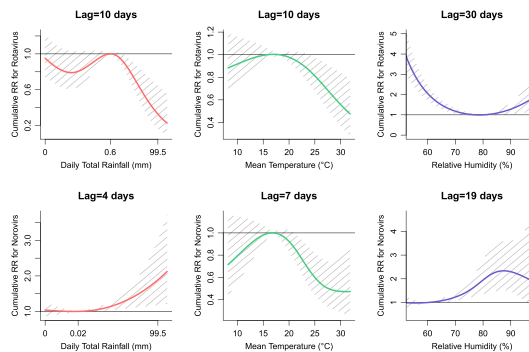 Lag=10 days
Cumulative RR for Rotavirus
0.2 0.6 1.0
0 0.6 99.5
Daily Total Rainfall (mm)
Lag=10 days
Cumulative RR for Rotavirus
0.4 0.6 0.8 1.0
10 15 20 25 30
Mean Temperature (°C)
Lag=30 days
Cumulative RR for Rotavirus
0 1 2 3 4 5
60 70 80 90
Relative Humidity (%)
Lag=4 days
Cumulative RR for Norovirs
1.0 2.0 3.0
0 0.02 99.5
Daily Total Rainfall (mm)
Lag=7 days
Cumulative RR for Norovirus
0.4 0.6 0.8 1.0
10 15 20 25 30
Mean Temperature (°C)
Lag=19 days
Cumulative RR for Norovirus
1 2 3 4
60 70 80 90
Relative Humidity (%)